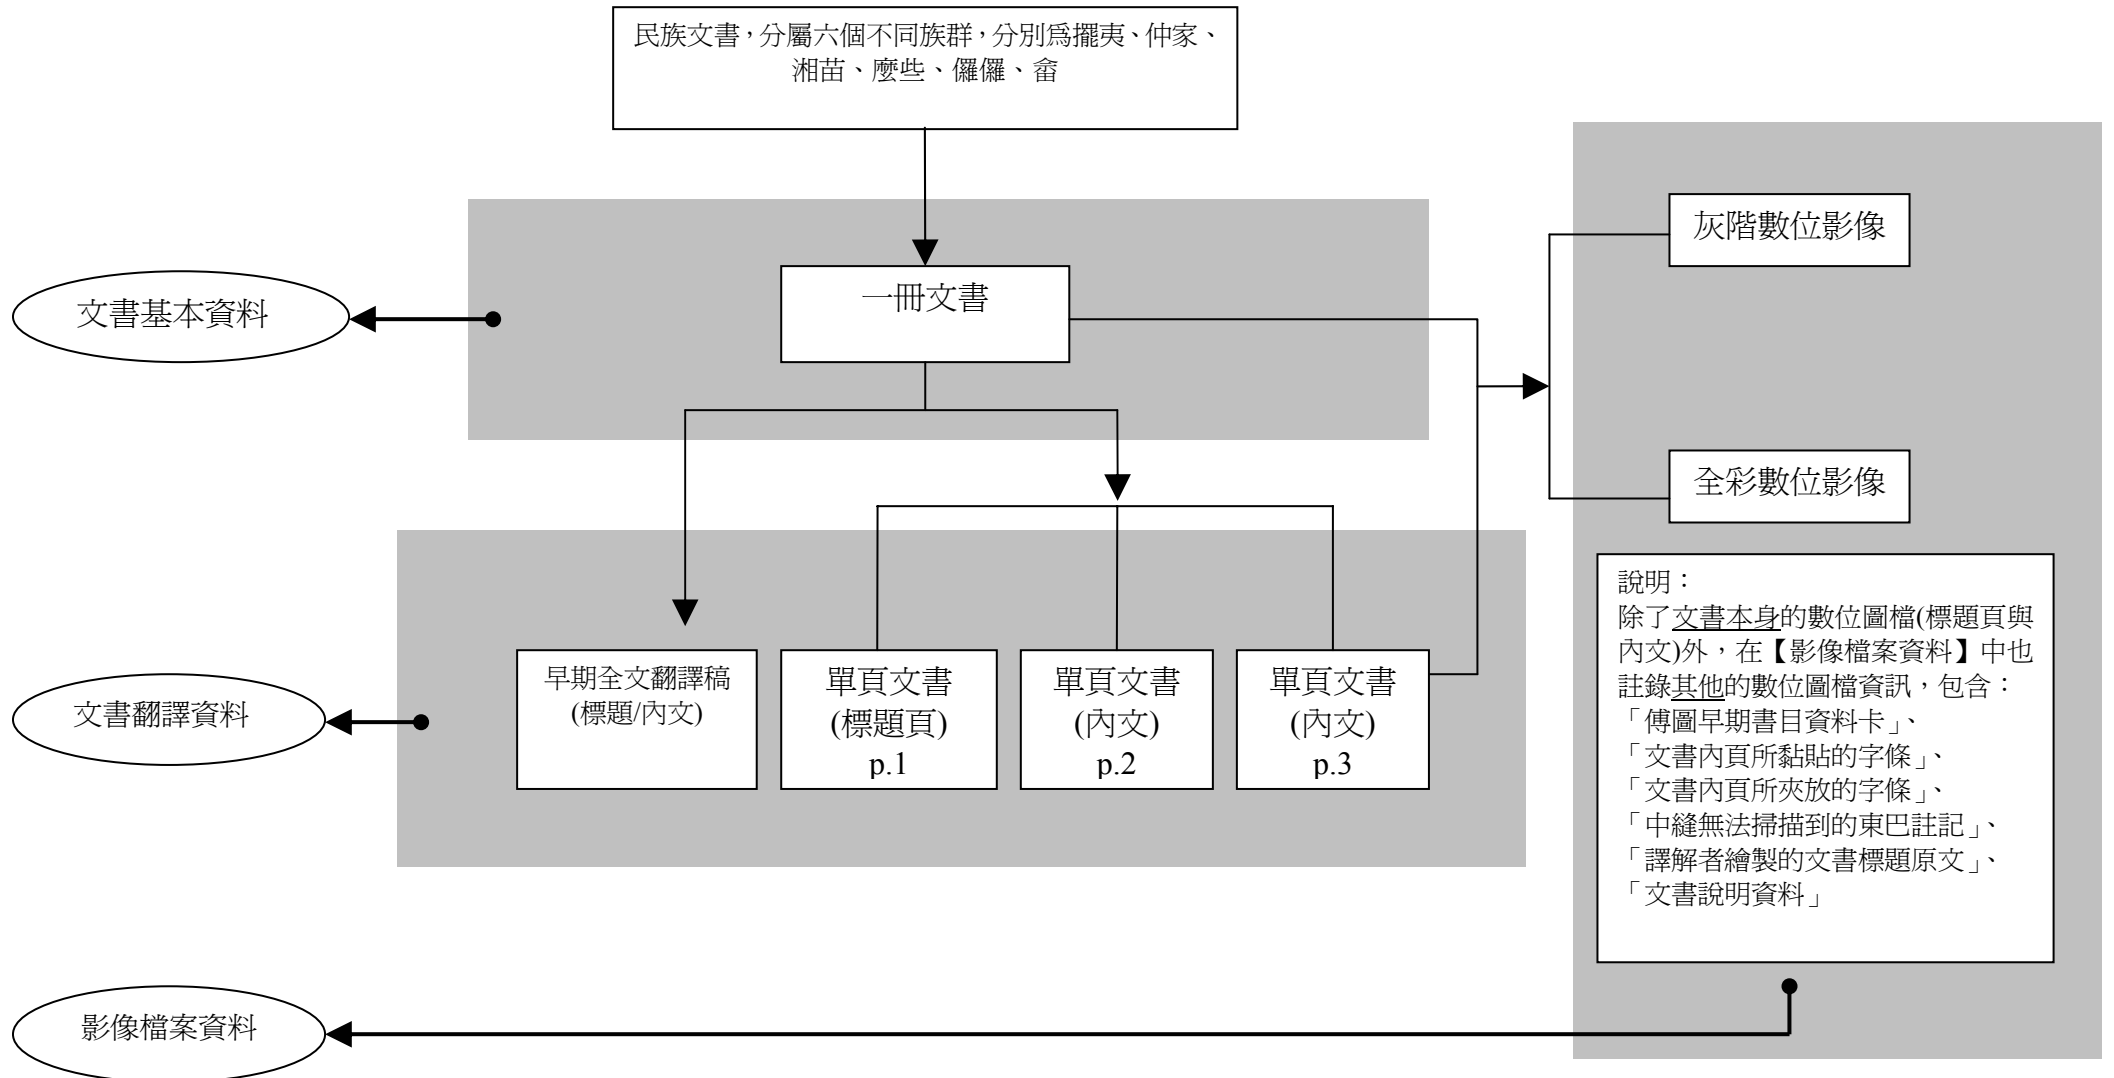 民族文書，分屬六個不同族群，分別為擺夷、仲家、
湘苗、麼些、儸儸、畲
灰階數位影像
一冊文書
文書基本資料
全彩數位影像
早期全文翻譯稿
(標題/內文)
單頁文書
(標題頁)
p.1
單頁文書
(內文)
p.2
單頁文書
(內文)
p.3
文書翻譯資料
說明：
除了文書本身的數位圖檔(標題頁與
內文)外，在【影像檔案資料】中也
註錄其他的數位圖檔資訊，包含：
「傅圖早期書目資料卡」、
「文書內頁所黏貼的字條」、
「文書內頁所夾放的字條」、
「中縫無法掃描到的東巴註記」、
「譯解者繪製的文書標題原文」、
「文書說明資料」
影像檔案資料